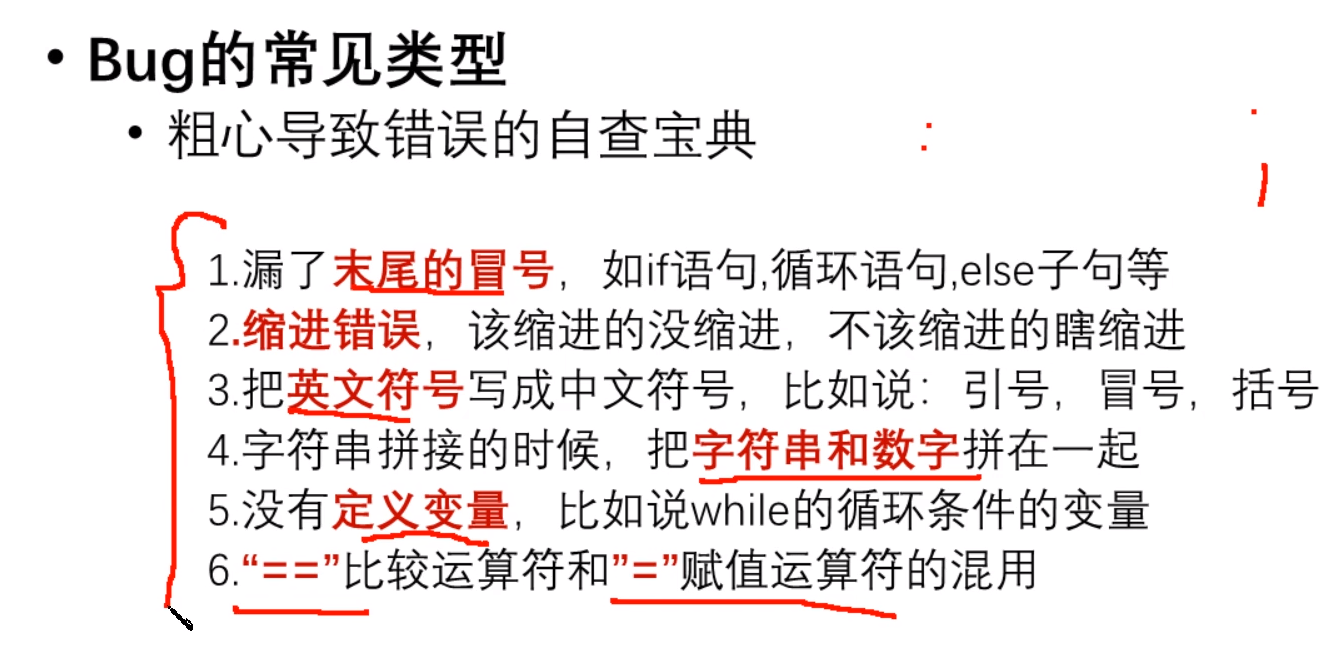 • Bug的常见类型
• 粗心导致错误的自查宝典
1.漏了末尾的冒号，如if语句,循环语句,else子句等
2.缩进错误，该缩进的没缩进，不该缩进的瞎缩进
3.把英文符号写成中文符号，比如说：引号，冒号，括号
4.字符串拼接的时候，把字符串和数字拼在一起
5.没有定义变量，比如说while的循环条件的变量
6.“==”比较运算符和”=”赋值运算符的混用